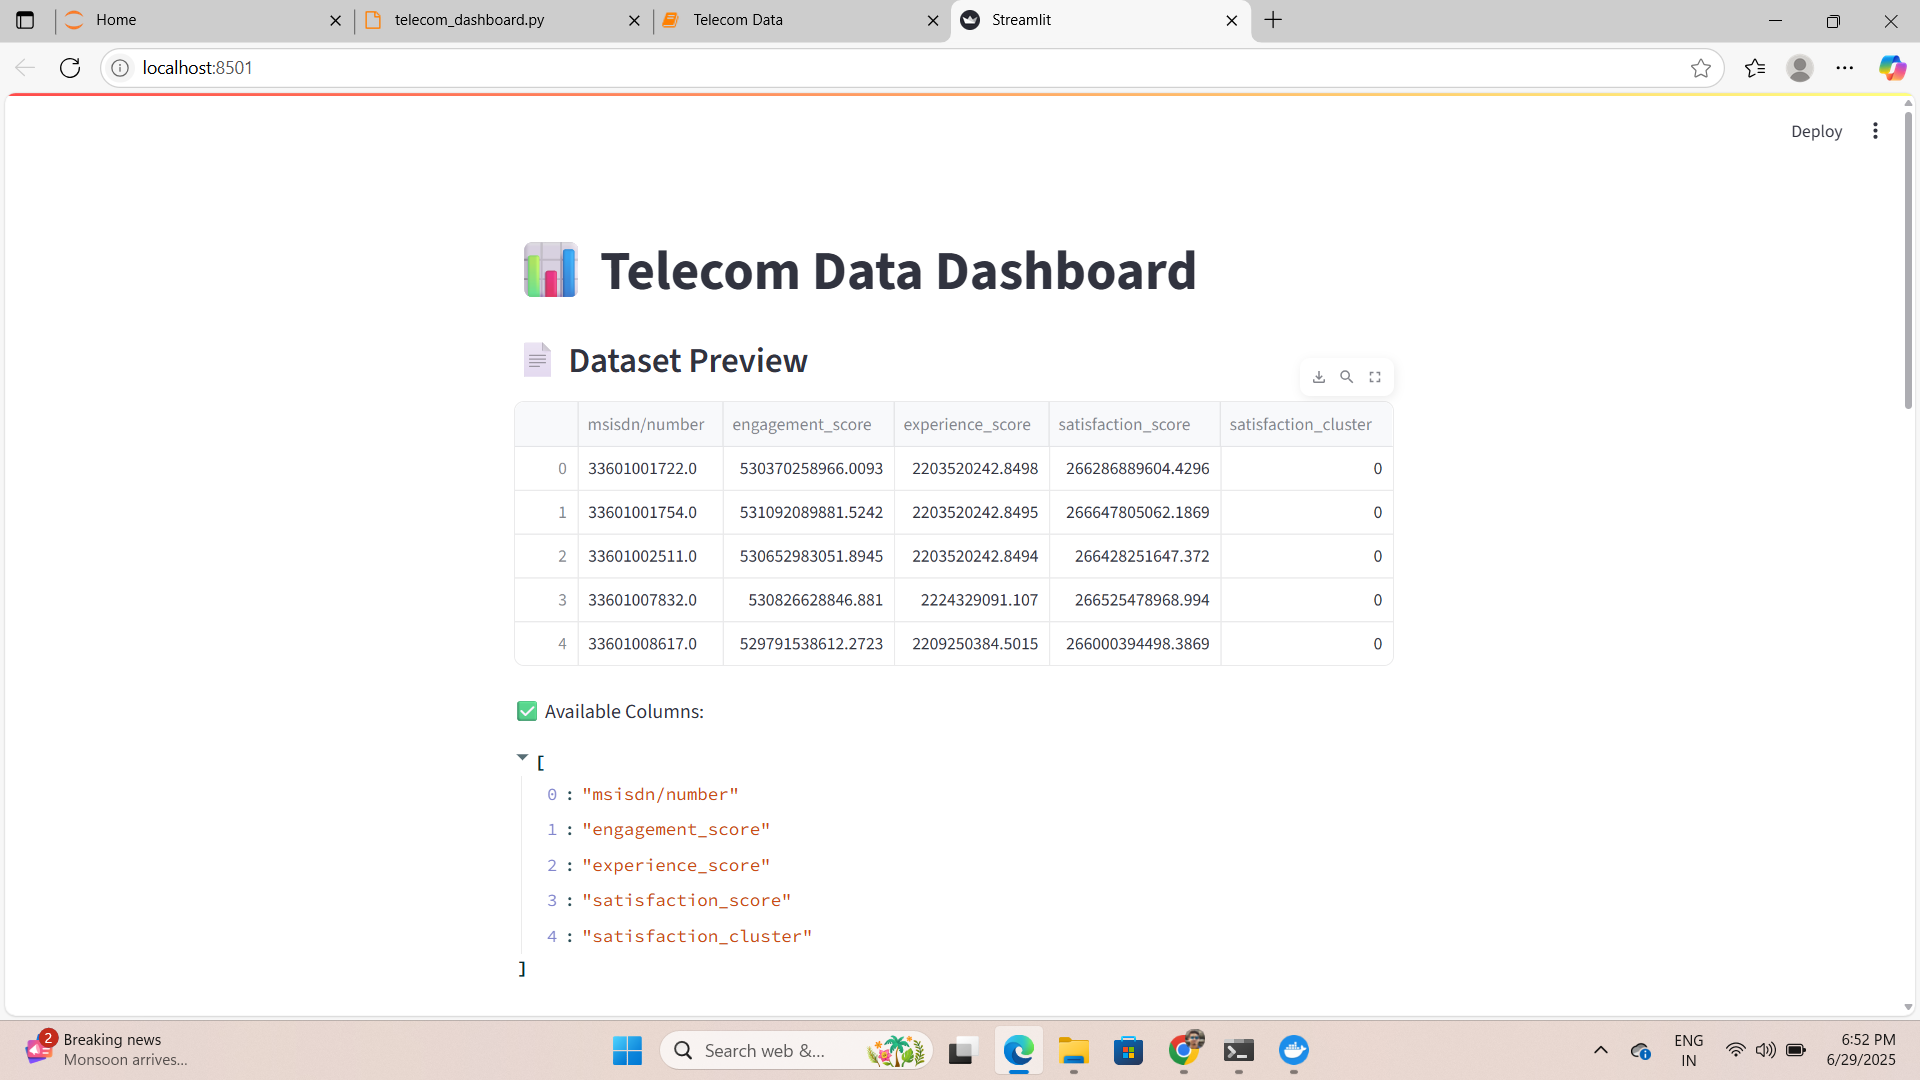 Home
telecom_dashboard.py
Telecom Data
Streamlit
localhost:8501
Deploy
Telecom Data Dashboard
Dataset Preview
msisdn/number engagement_score experience_score satisfaction_score satisfaction_cluster
0 33601001722.0 530370258966.0093 2203520242.8498 266286889604.4296 0
1 33601001754.0 531092089881.5242 2203520242.8495 266647805062.1869 0
2 33601002511.0 530652983051.8945 2203520242.8494 266428251647.372 0
3 33601007832.0 530826628846.881 2224329091.107 266525478968.994 0
4 33601008617.0 529791538612.2723 2209250384.5015 266000394498.3869 0
Available Columns:
[
0 : "msisdn/number"
1 : "engagement_score"
2 : "experience_score"
3 : "satisfaction_score"
4 : "satisfaction_cluster"
]
2
Breaking news
Monsoon arrives...
Search web &...
ENG
IN
6:52 PM
6/29/2025